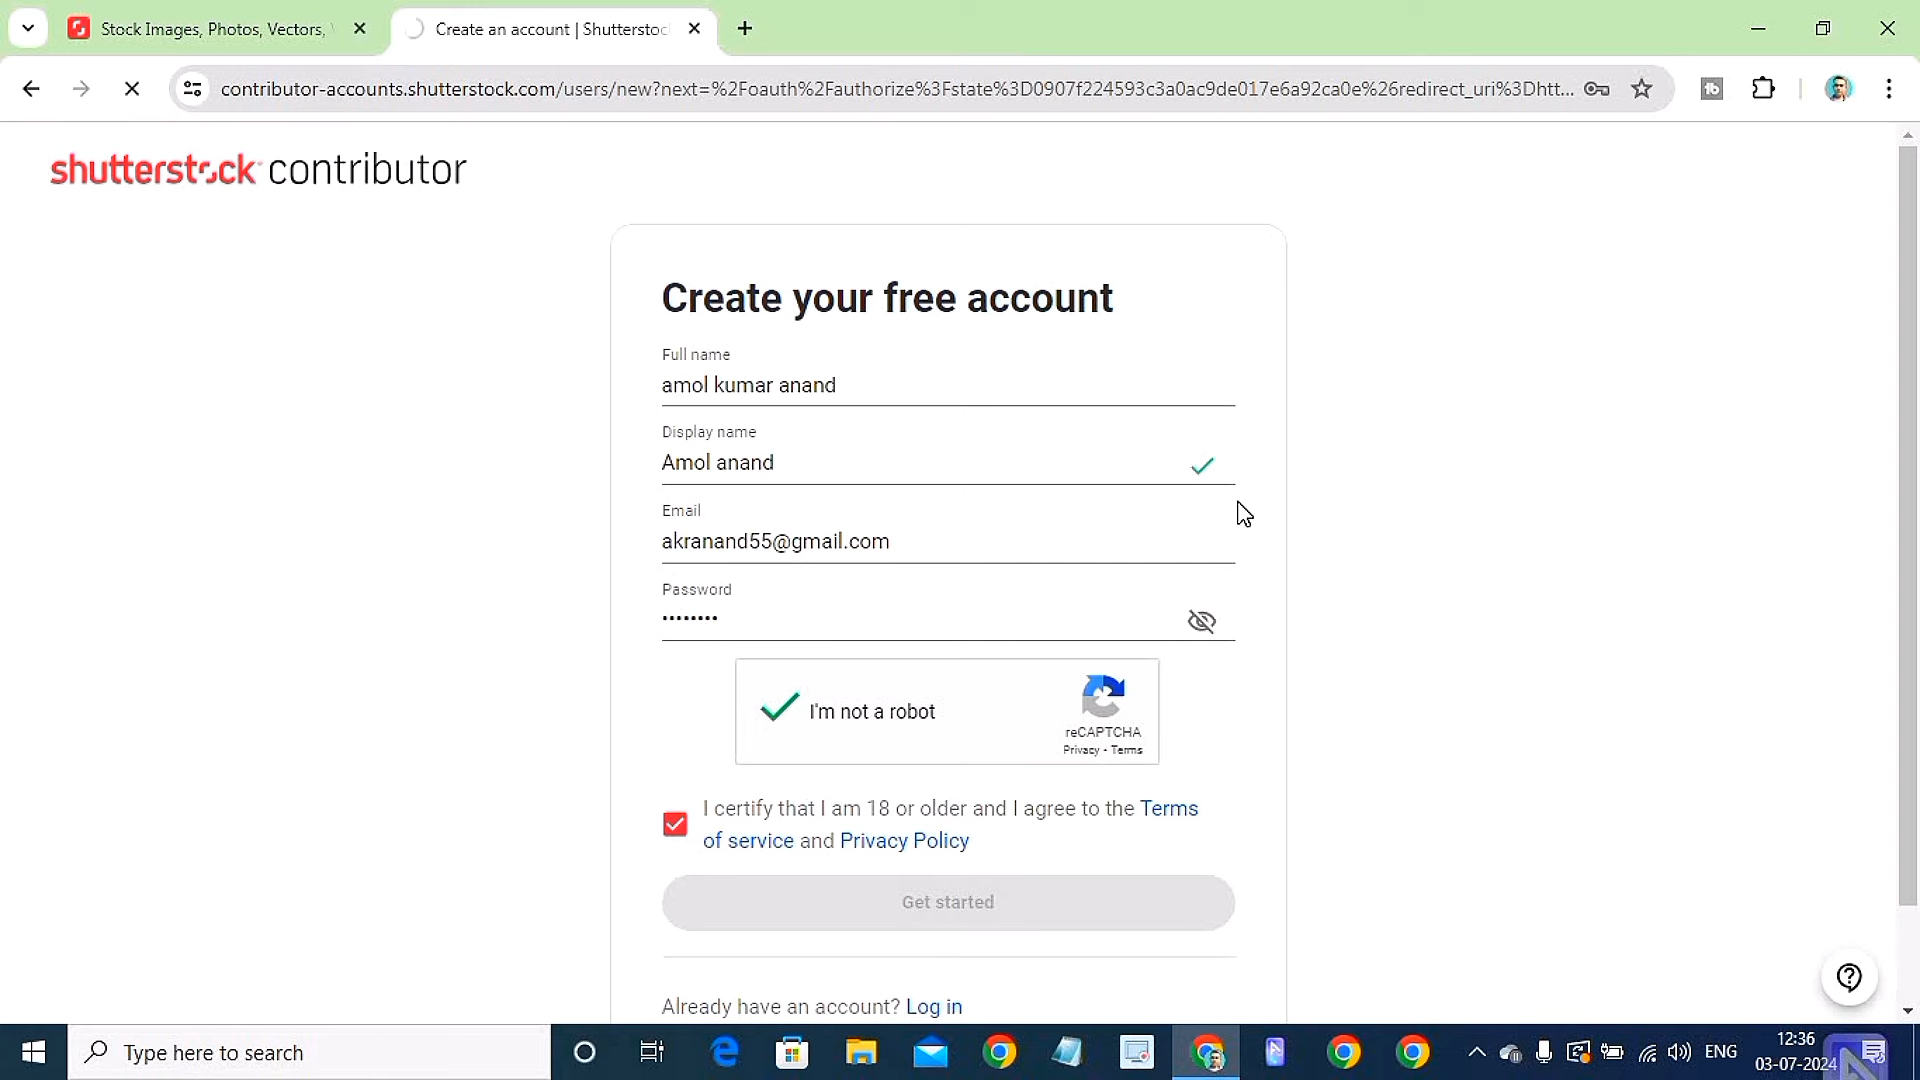 Stock Images, Photos, Vectors,
Create an account | Shutterstoc
contributor-accounts.shutterstock.com/users/new?next=%2Foauth%2Fauthorize%3Fstate%3D0907f224593c3a0ac9de017e6a92ca0e%26redirect_uri%3Dhtt...
shutterstock contributor
Create your free account
Full name
amol kumar anand
Display name
Amol anand
Email
akranand55@gmail.com
Password
••••••••
I'm not a robot
reCAPTCHA
Privacy - Terms
I certify that I am 18 or older and I agree to the Terms
of service and Privacy Policy
Get started
Already have an account? Log in
Type here to search
ENG
12:36
03-07-2024